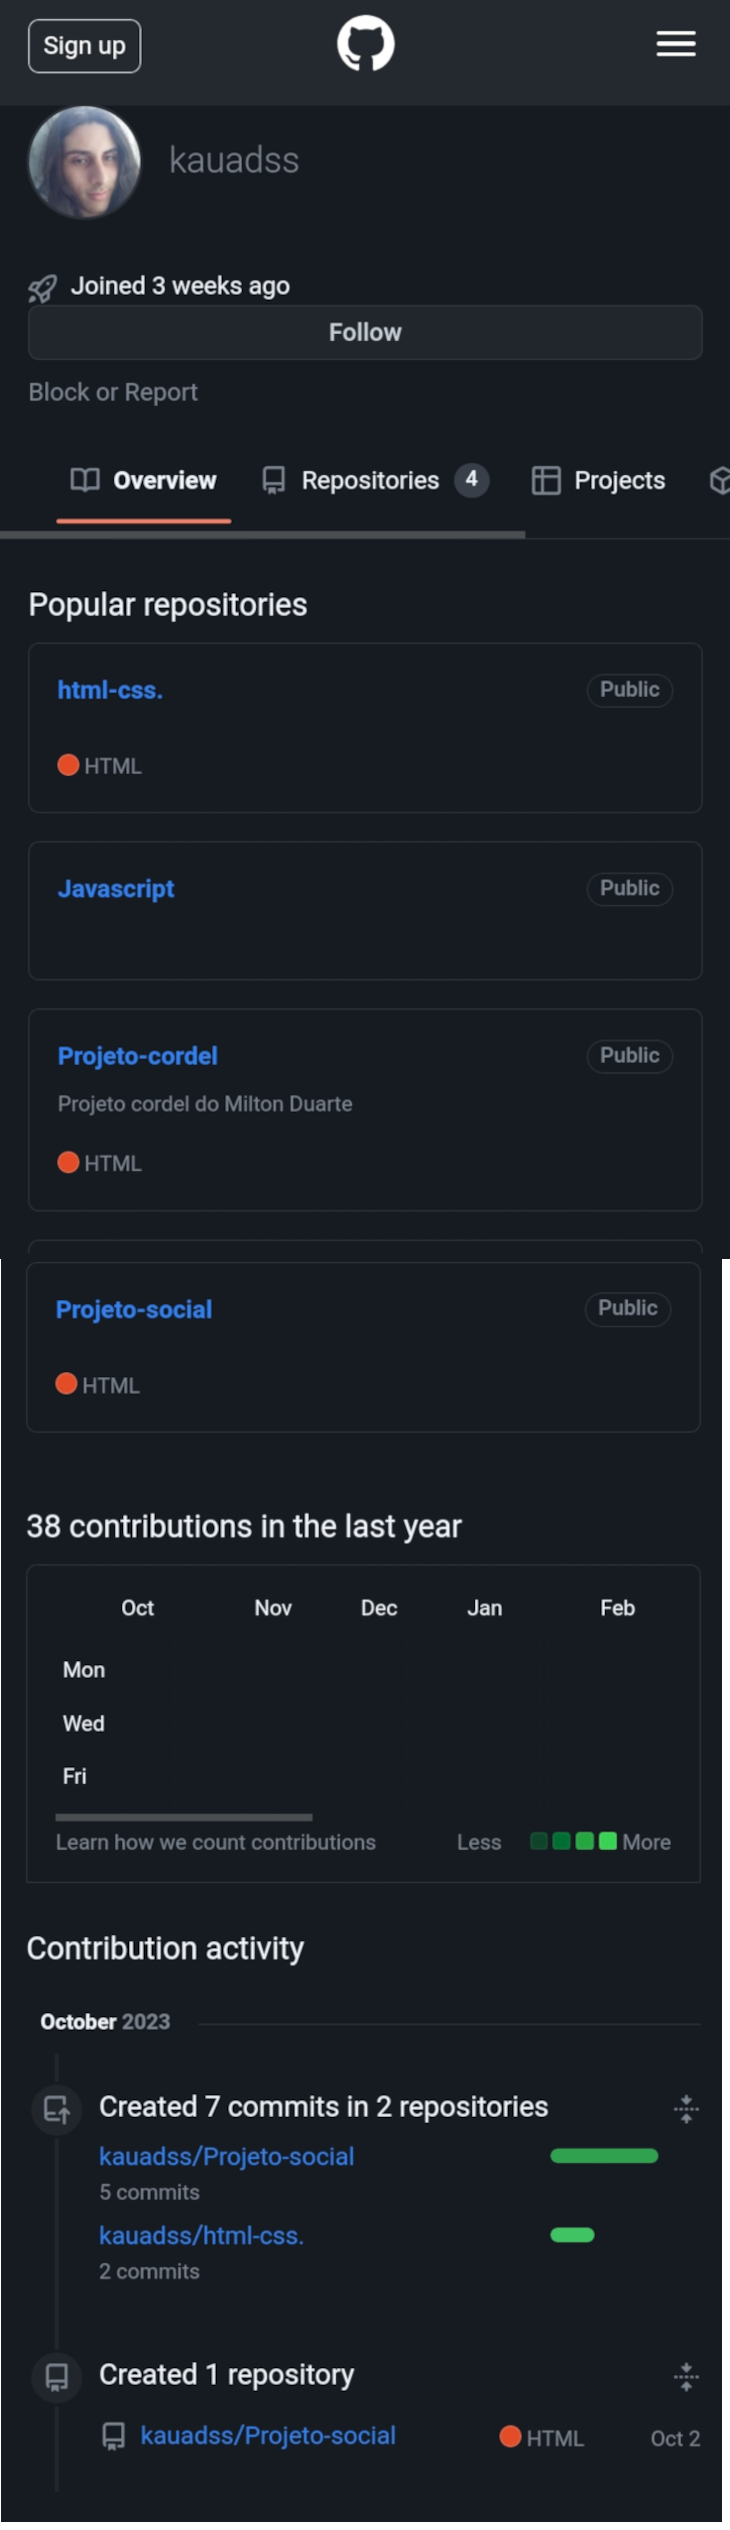 Sign up
kauadss
Joined 3 weeks ago
Follow
Block or Report
Overview Repositories 4 Projects
Popular repositories
html-css. Public
HTML
Javascript Public
Projeto-cordel Public
Projeto cordel do Milton Duarte
HTML
Projeto-social Public
HTML
38 contributions in the last year
Oct Nov Dec Jan Feb
Mon
Wed
Fri
Learn how we count contributions Less More
Contribution activity
October 2023
Created 7 commits in 2 repositories
kauadss/Projeto-social
5 commits
kauadss/html-css.
2 commits
Created 1 repository
kauadss/Projeto-social HTML Oct 2